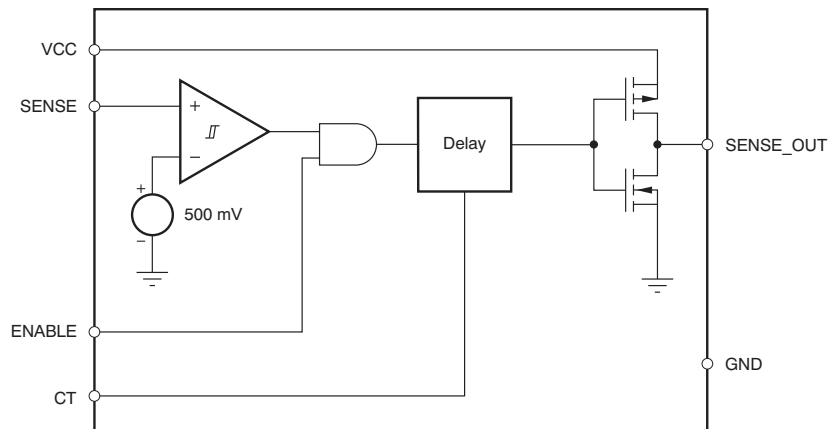 VCC
SENSE
+
−
+
500 mV
−
Delay
SENSE_OUT
ENABLE
GND
CT